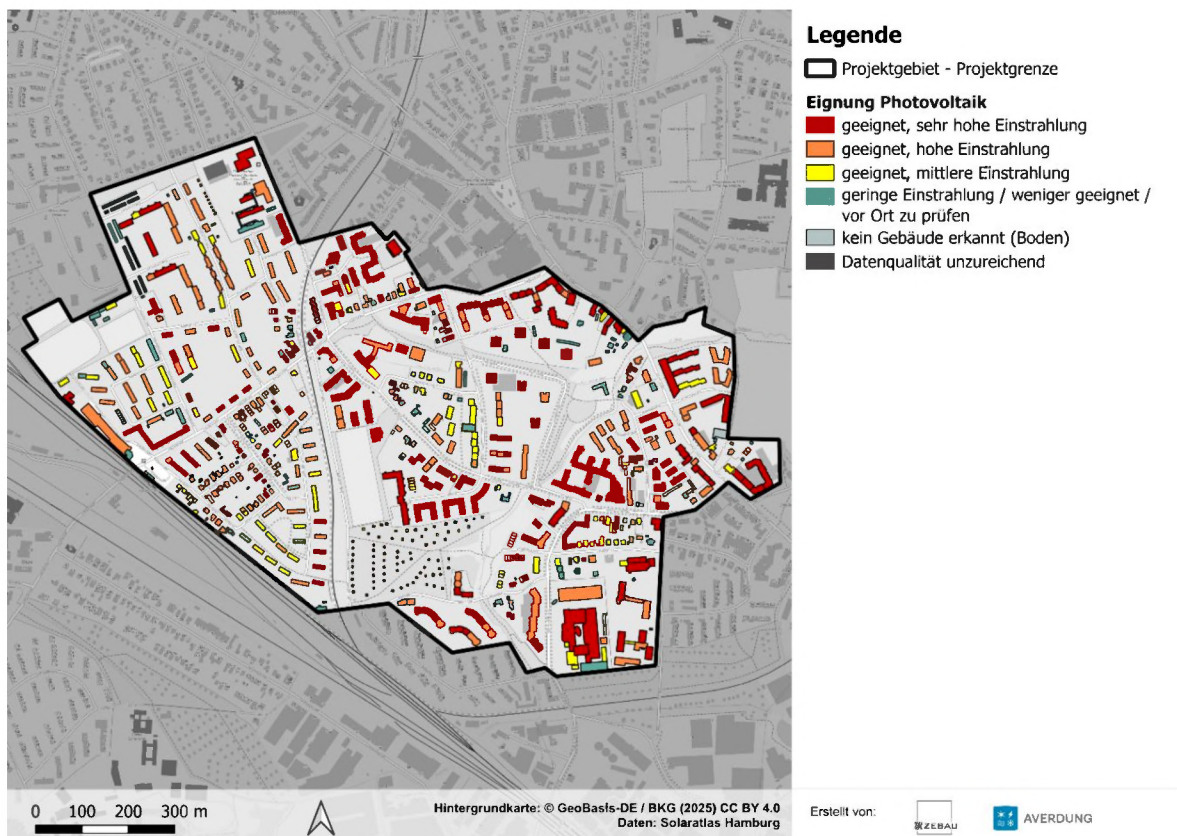 Legende
Projektgebiet - Projektgrenze
Eignung Photovoltaik
geeignet, sehr hohe Einstrahlung
geeignet, hohe Einstrahlung
geeignet, mittlere Einstrahlung
geringe Einstrahlung / weniger geeignet /
vor Ort zu prüfen
kein Gebäude erkannt (Boden)
Datenqualität unzureichend
0 100 200 300 m
Hintergrundkarte: © GeoBasis-DE / BKG (2025) CC BY 4.0
Daten: Solaratlas Hamburg
Erstellt von:
ZEBAU
AVERDUNG